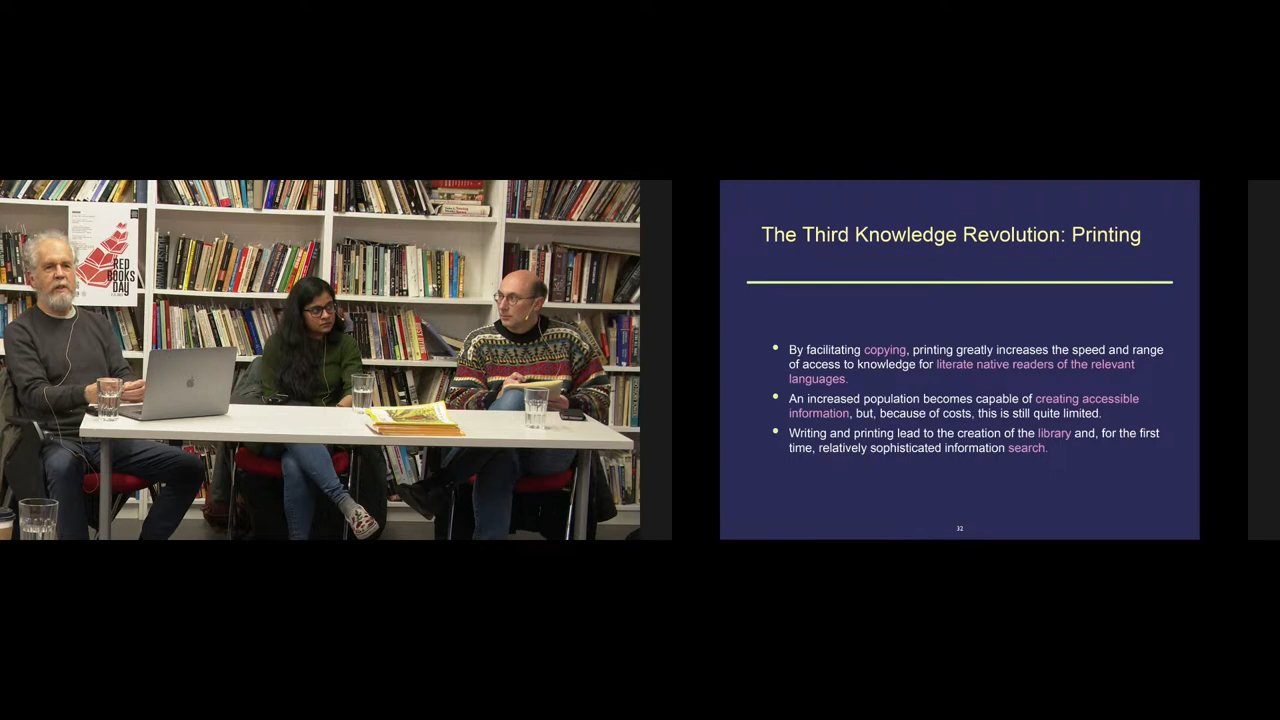 RED
BOOKS
DAY
The Third Knowledge Revolution: Printing
• By facilitating copying, printing greatly increases the speed and range
of access to knowledge for literate native readers of the relevant
languages.
• An increased population becomes capable of creating accessible
information, but, because of costs, this is still quite limited.
• Writing and printing lead to the creation of the library and, for the first
time, relatively sophisticated information search.
32